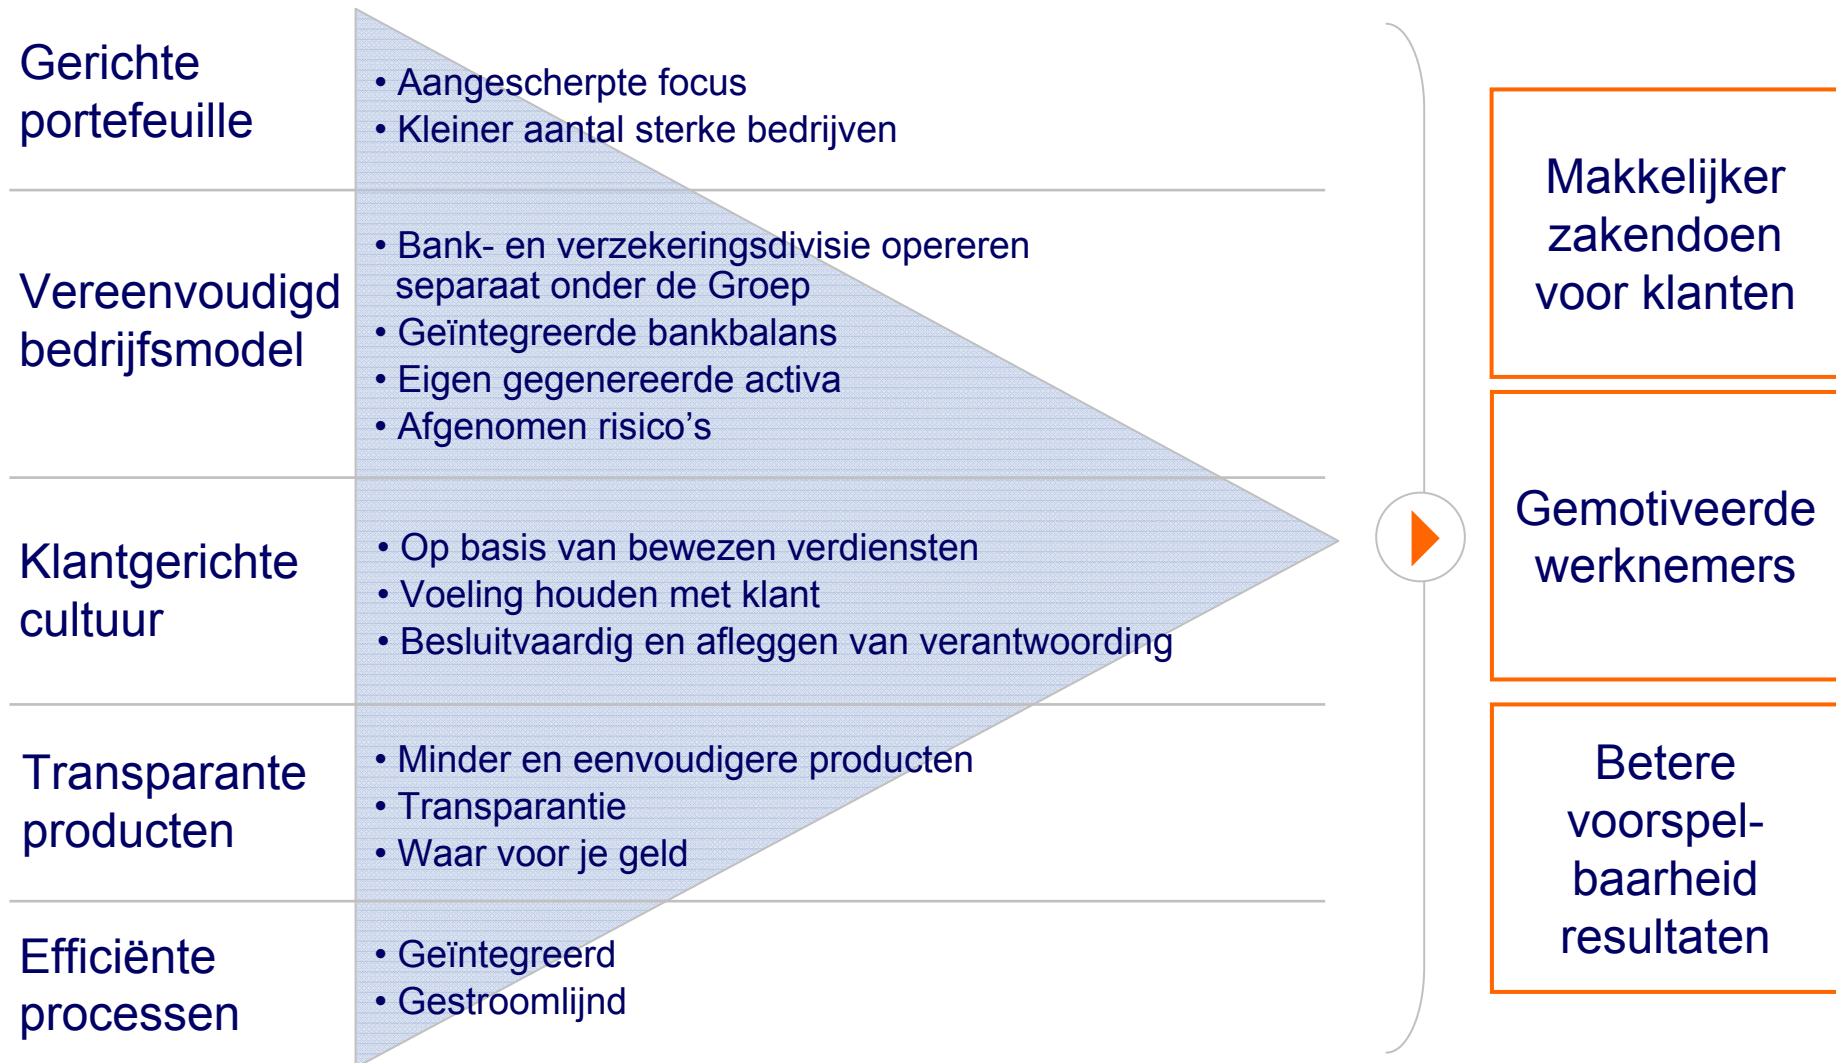 Gerichte
portefeuille
• Aangescherpte focus
• Kleiner aantal sterke bedrijven
Vereenvoudigd
bedrijfsmodel
• Bank- en verzekeringsdivisie opereren
separaat onder de Groep
• Geïntegreerde bankbalans
• Eigen gegenereerde activa
• Afgenomen risico’s
Klantgerichte
cultuur
• Op basis van bewezen verdiensten
• Voeling houden met klant
• Besluitvaardig en afleggen van verantwoording
Transparante
producten
• Minder en eenvoudigere producten
• Transparantie
• Waar voor je geld
Efficiënte
processen
• Geïntegreerd
• Gestroomlijnd
Makkelijker
zakendoen
voor klanten
Gemotiveerde
werknemers
Betere
voorspel-
baarheid
resultaten